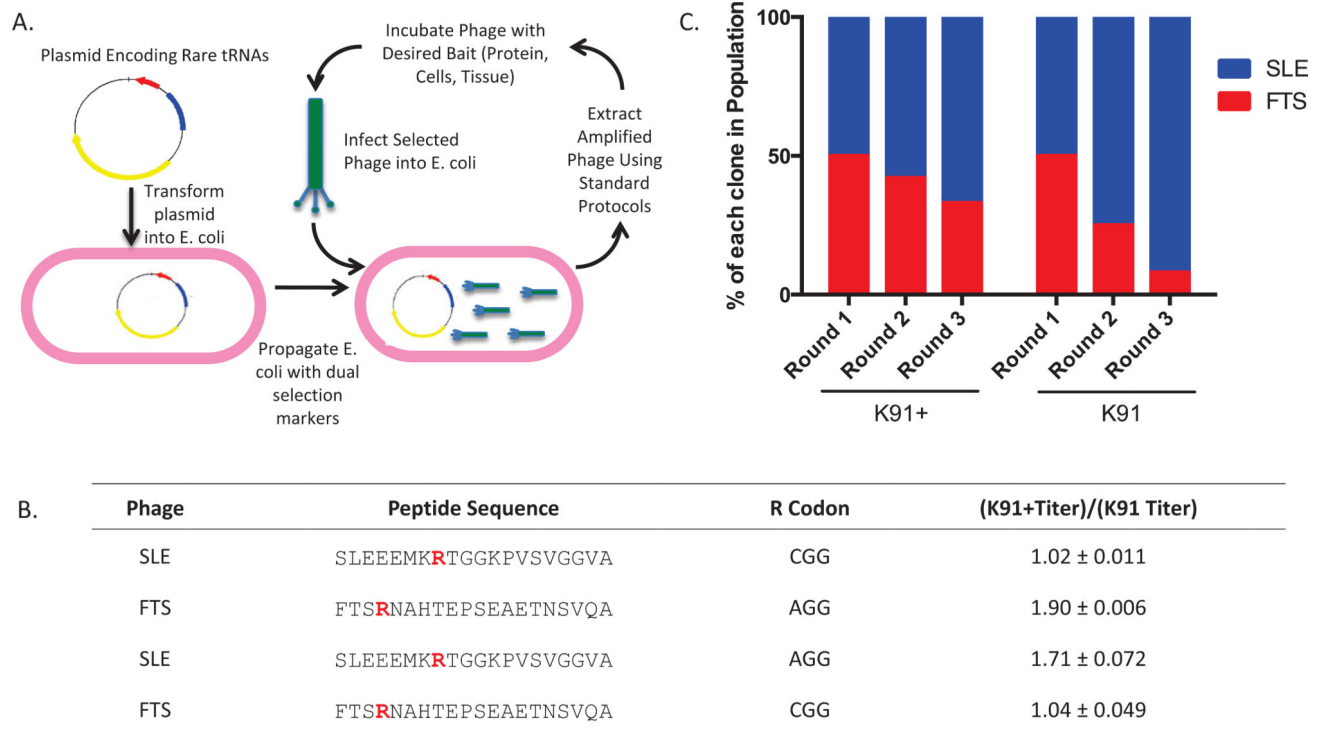 A.
Plasmid Encoding Rare tRNAs
Transform
plasmid
into E. coli
Incubate Phage with
Desired Bait (Protein,
Cells, Tissue)
Infect Selected
Phage into E. coli
Extract
Amplified
Phage Using
Standard
Protocols
Propagate E.
coli with dual
selection
markers
C.
% of each clone in Population
100
50
0
SLE
FTS
Round 1
Round 2
Round 3
Round 1
Round 2
Round 3
K91+
K91
B.
Phage Peptide Sequence R Codon (K91+Titer)/(K91 Titer)
SLE SLEEEMKRTGGKPVSVGGVA CGG 1.02 ± 0.011
FTS FTSRNAHTEPSEAETNSVQA AGG 1.90 ± 0.006
SLE SLEEEMKRTGGKPVSVGGVA AGG 1.71 ± 0.072
FTS FTSRNAHTEPSEAETNSVQA CGG 1.04 ± 0.049